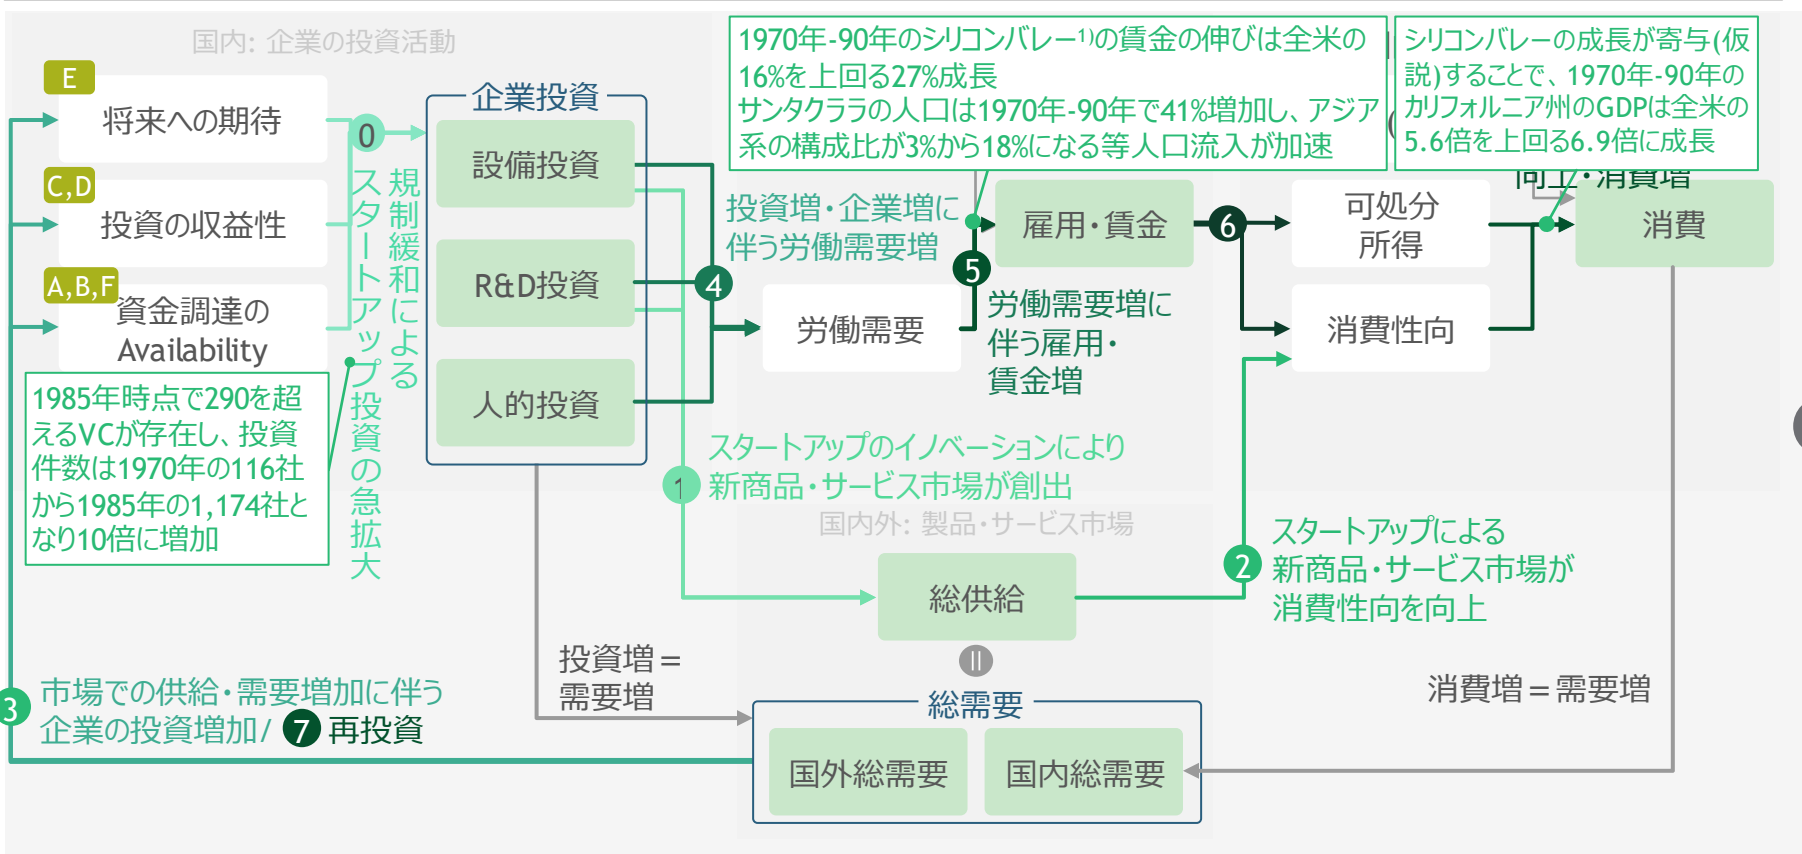 国内: 企業の投資活動
1970年-90年のシリコンバレー1)の賃金の伸びは全米の
16%を上回る27%成長
サンタクララの人口は1970年-90年で41%増加し、アジア
系の構成比が3%から18%になる等人口流入が加速
シリコンバレーの成長が寄与(仮
説)することで、1970年-90年の
カリフォルニア州のGDPは全米の
5.6倍を上回る6.9倍に成長
E
将来への期待
C,D
投資の収益性
A,B,F
資金調達の
Availability
0
規制緩和による
スタートアップ投資の急拡大
1985年時点で290を超
えるVCが存在し、投資
件数は1970年の116社
から1985年の1,174社と
なり10倍に増加
企業投資
設備投資
R&D投資
人的投資
4
投資増・企業増に
伴う労働需要増
労働需要
5
労働需要増に
伴う雇用・
賃金増
雇用・賃金
6
向上・消費増
可処分
所得
消費性向
消費
1
スタートアップのイノベーションにより
新商品・サービス市場が創出
国内外: 製品・サービス市場
総供給
2
スタートアップによる
新商品・サービス市場が
消費性向を向上
投資増=
需要増
消費増=需要増
総需要
国外総需要
国内総需要
3
市場での供給・需要増加に伴う
企業の投資増加/ 7 再投資